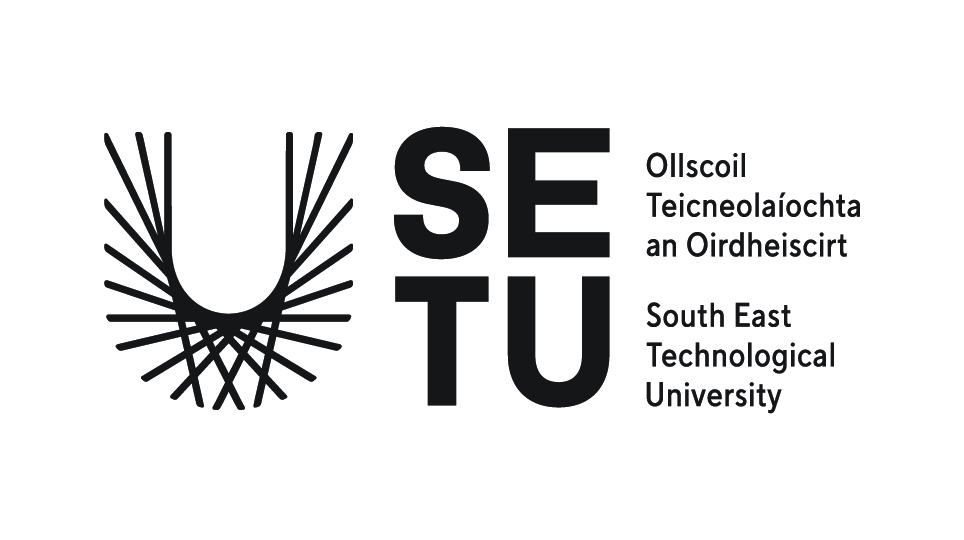 SE
TU
Ollscoil
Teicneolaíochta
an Oirdheiscirt
South East
Technological
University